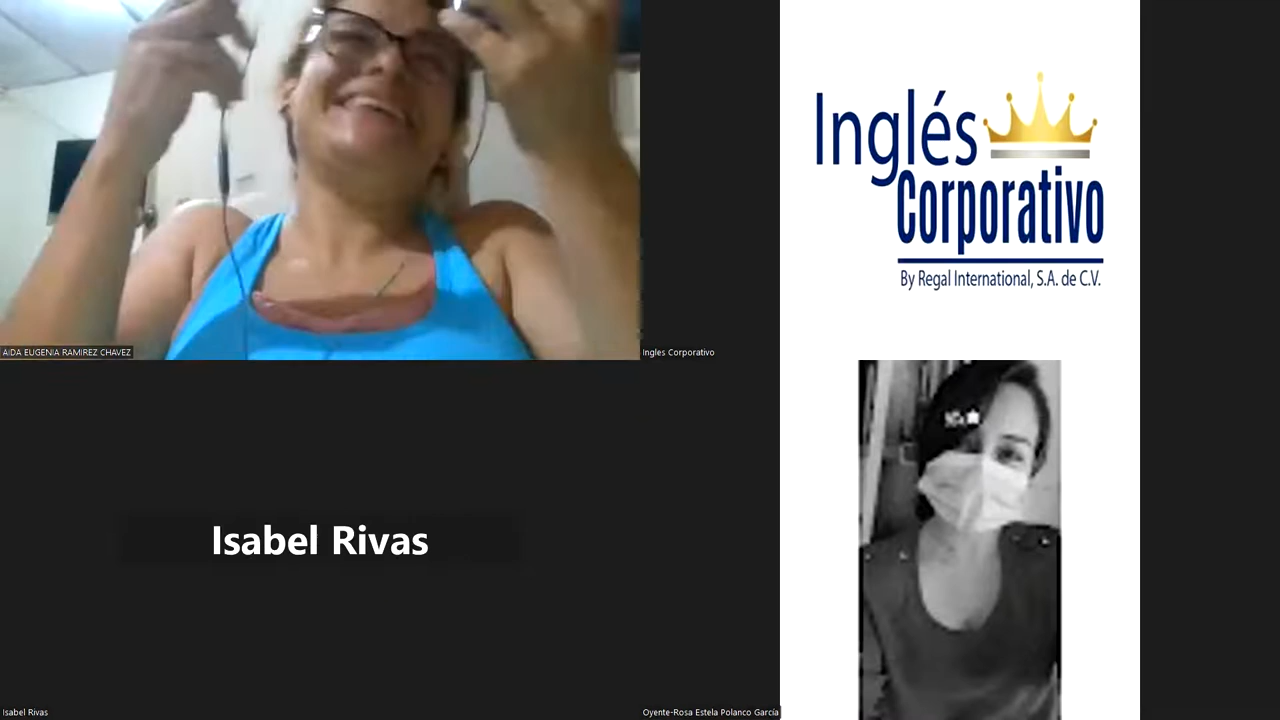 Inglés
Corporativo
By Regal International, S.A. de C.V.
AIDA EUGENIA RAMIREZ CHAVEZ
Ingles Corporativo
Isabel Rivas
Isabel Rivas
Oyente-Rosa Estela Polanco García